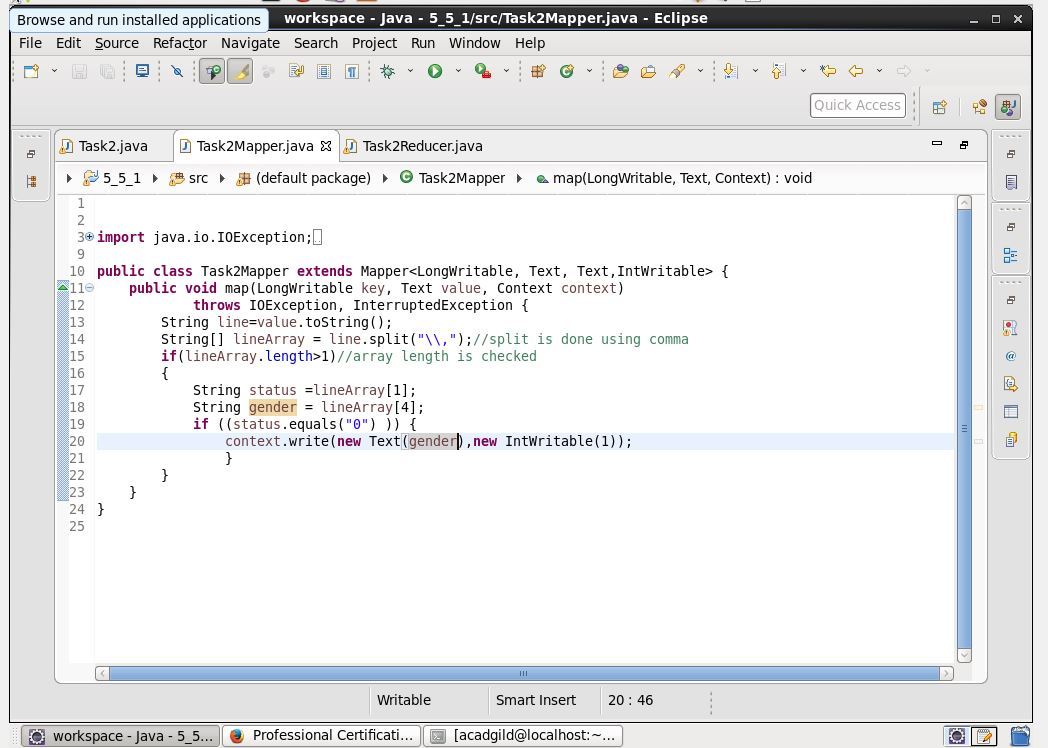 Browse and run installed applications
workspace - Java - 5_5_1/src/Task2Mapper.java - Eclipse
File Edit Source Refactor Navigate Search Project Run Window Help
Quick Access
Task2.java Task2Mapper.java Task2Reducer.java
5_5_1 src (default package) Task2Mapper map(LongWritable, Text, Context) : void
1
2
3 import java.io.IOException;
9
10 public class Task2Mapper extends Mapper<LongWritable, Text, Text,IntWritable> {
11 public void map(LongWritable key, Text value, Context context)
12 throws IOException, InterruptedException {
13 String line=value.toString();
14 String[] lineArray = line.split("\\,");//split is done using comma
15 if(lineArray.length>1)//array length is checked
16 {
17 String status =lineArray[1];
18 String gender = lineArray[4];
19 if ((status.equals("0") )) {
20 context.write(new Text(gender),new IntWritable(1));
21 }
22 }
23 }
24 }
25
Writable Smart Insert 20 : 46
workspace - Java - 5_5... Professional Certificati... [acadgild@localhost:~...